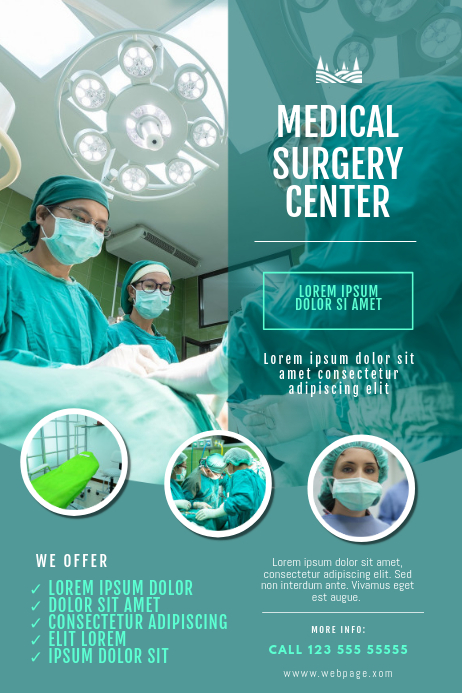 MEDICAL
SURGERY
CENTER
LOREM IPSUM
DOLOR SI AMET
Lorem ipsum dolor sit
amet consectetur
adipiscing elit
WE OFFER
✓ LOREM IPSUM DOLOR
✓ DOLOR SIT AMET
✓ CONSECTETUR ADIPISCING
✓ ELIT LOREM
✓ IPSUM DOLOR SIT
Lorem ipsum dolor sit amet,
consectetur adipiscing elit. Sed
non interdum ante. Vivamus eget
est augue.
MORE INFO:
CALL 123 555 55555
www.webpage.xom